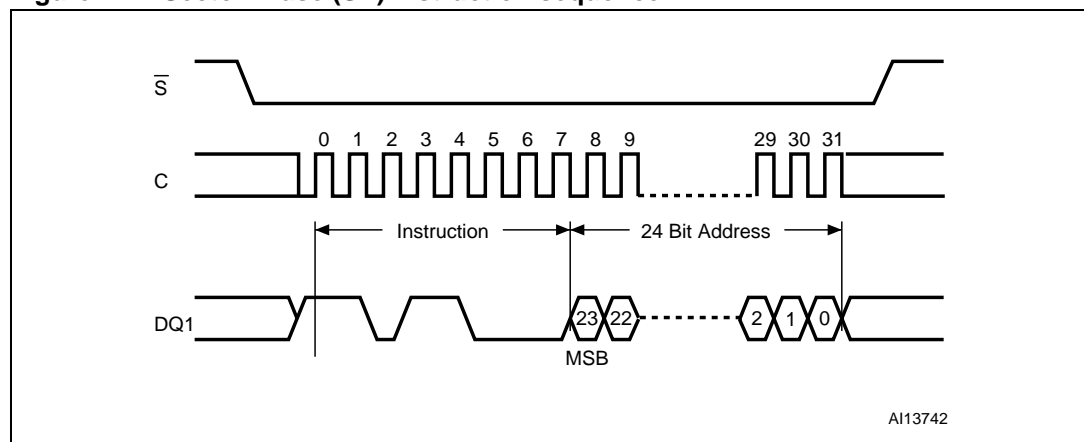 S
0 1 2 3 4 5 6 7 8 9 29 30 31
C
Instruction 24 Bit Address
DQ1 23 22 2 1 0
MSB
AI13742